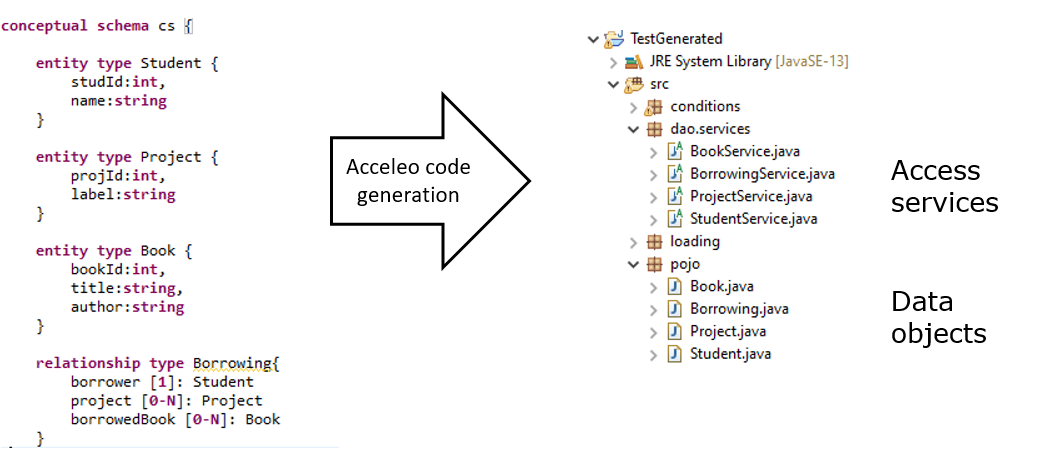 conceptual schema cs {
entity type Student {
studId:int,
name:string
}
entity type Project {
projId:int,
label:string
}
entity type Book {
bookId:int,
title:string,
author:string
}
relationship type Borrowing{
borrower [1]: Student
project [0-N]: Project
borrowedBook [0-N]: Book
}
Acceleo code
generation
TestGenerated
JRE System Library [JavaSE-13]
src
conditions
dao.services
BookService.java
BorrowingService.java
ProjectService.java
StudentService.java
loading
pojo
Book.java
Borrowing.java
Project.java
Student.java
Access
services
Data
objects